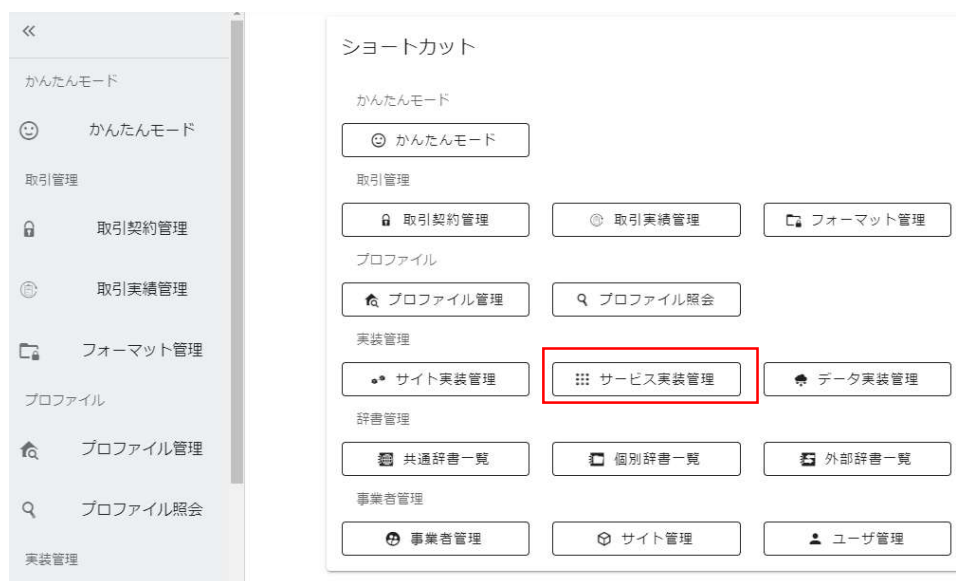 かんたんモード
かんたんモード
取引管理
取引契約管理
取引実績管理
フォーマット管理
プロファイル
プロファイル管理
プロファイル照会
実装管理
ショートカット
かんたんモード
かんたんモード
取引管理
取引契約管理 取引実績管理 フォーマット管理
プロファイル
プロファイル管理 プロファイル照会
実装管理
サイト実装管理 サービス実装管理 データ実装管理
辞書管理
共通辞書一覧 個別辞書一覧 外部辞書一覧
事業者管理
事業者管理 サイト管理 ユーザ管理